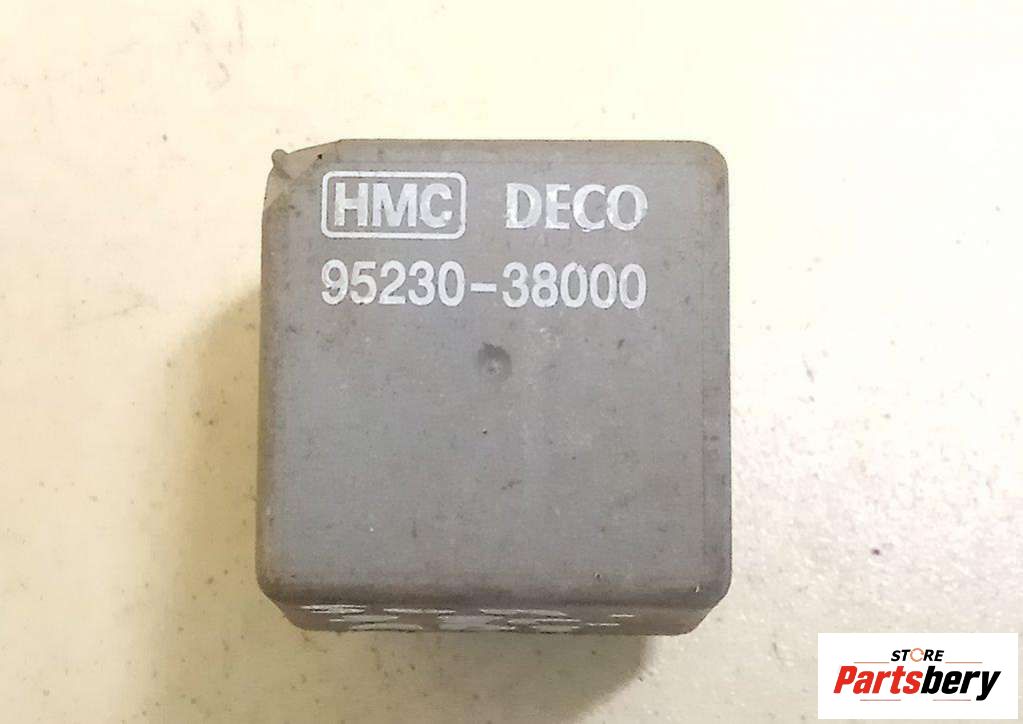 HMC DECO
95230-38000
STORE
Partsbery